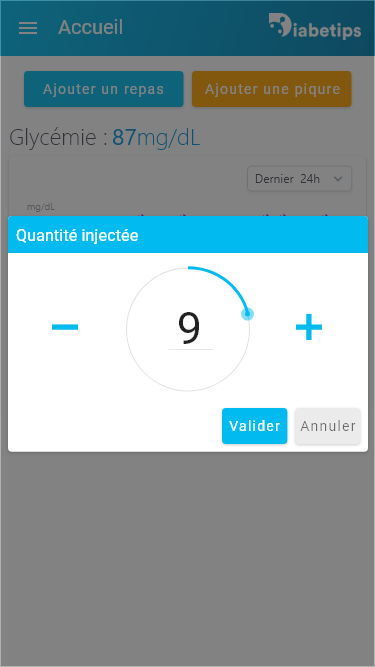 Accueil
Diabetips
Ajouter un repas
Ajouter une piqure
Glycémie : 87mg/dL
Dernier 24h
mg/dL
Quantité injectée
9
Valider
Annuler